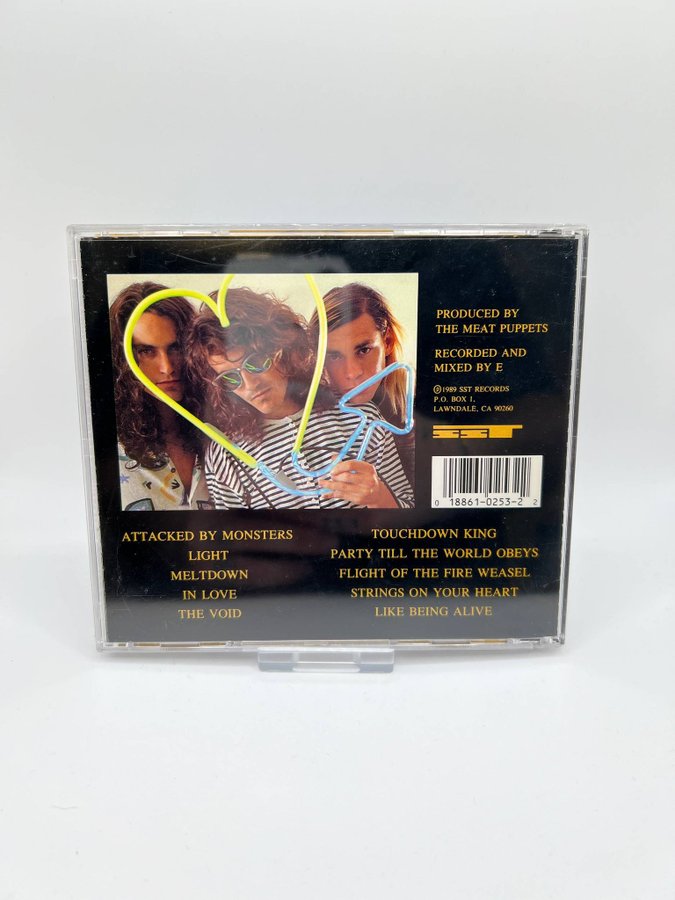 PRODUCED BY
THE MEAT PUPPETS
RECORDED AND
MIXED BY E
℗1989 SST RECORDS
P.O. BOX 1,
LAWNDALE, CA 90260
SST
0 18861-0253-2 2
ATTACKED BY MONSTERS
LIGHT
MELTDOWN
IN LOVE
THE VOID
TOUCHDOWN KING
PARTY TILL THE WORLD OBEYS
FLIGHT OF THE FIRE WEASEL
STRINGS ON YOUR HEART
LIKE BEING ALIVE